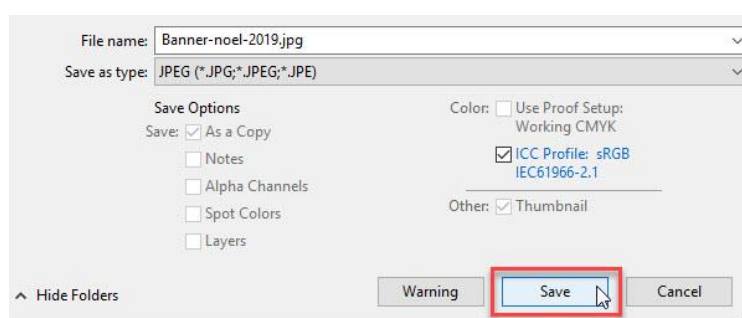 File name: Banner-noel-2019.jpg
Save as type: JPEG (*.JPG;*.JPEG;*.JPE)
Save Options
Save: As a Copy
Notes
Alpha Channels
Spot Colors
Layers
Color: Use Proof Setup:
Working CMYK
ICC Profile: sRGB
IEC61966-2.1
Other: Thumbnail
Hide Folders
Warning
Save
Cancel